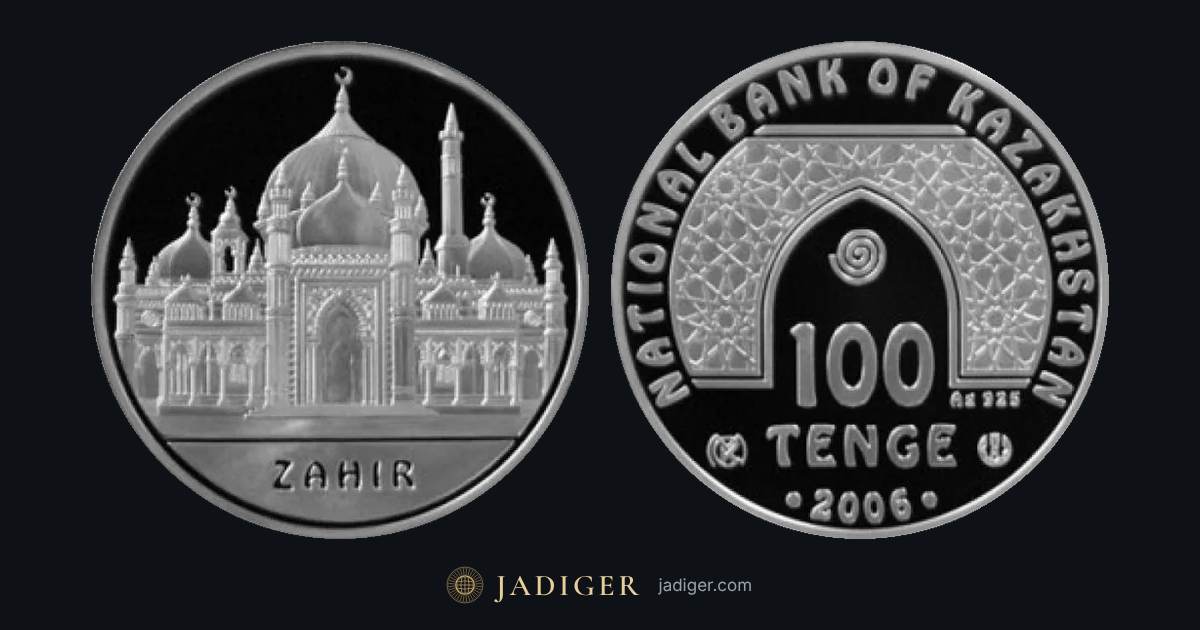 ZAHIR
NATIONAL BANK OF KAZAKHSTAN
100
Ag 925
TENGE
• 2006 •
JADIGER jadiger.com